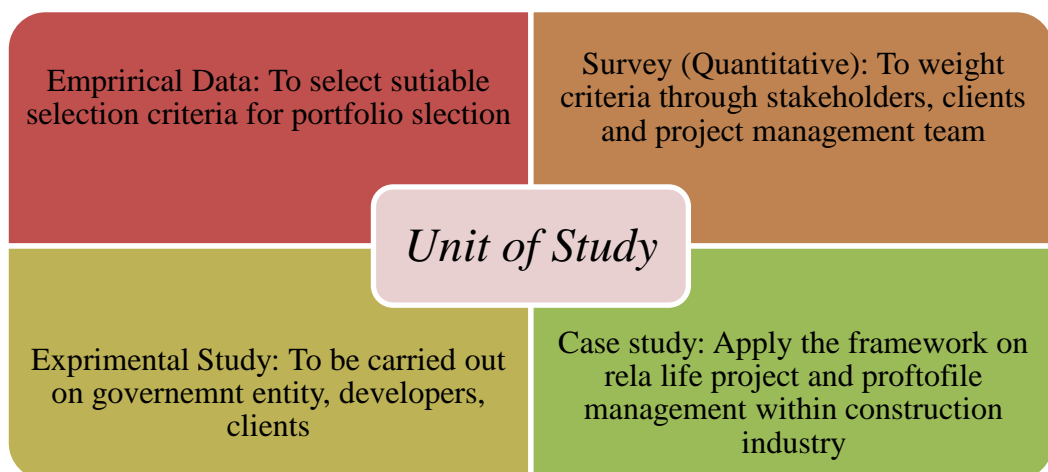 Emprirical Data: To select sutiable
selection criteria for portfolio slection
Survey (Quantitative): To weight
criteria through stakeholders, clients
and project management team
Unit of Study
Exprimental Study: To be carried out
on governemnt entity, developers,
clients
Case study: Apply the framework on
rela life project and proftofile
management within construction
industry